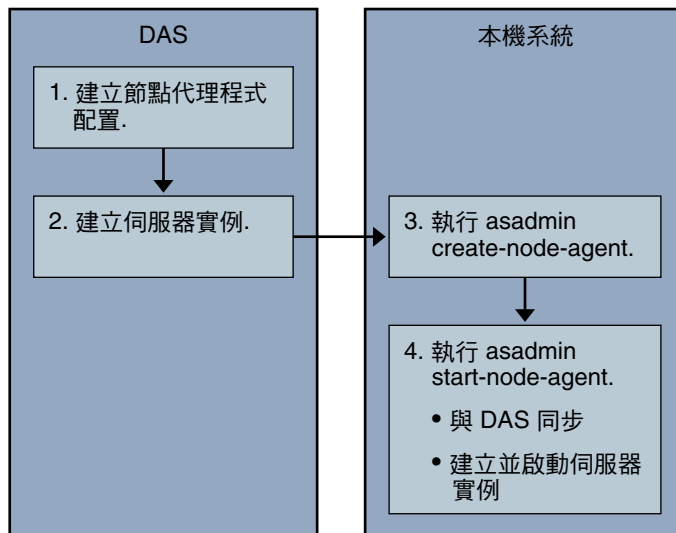 DAS
1. 建立節點代理程式
配置.
2. 建立伺服器實例.
本機系統
3. 執行 asadmin
create-node-agent.
4. 執行 asadmin
start-node-agent.
• 與 DAS 同步
• 建立並啟動伺服器
實例